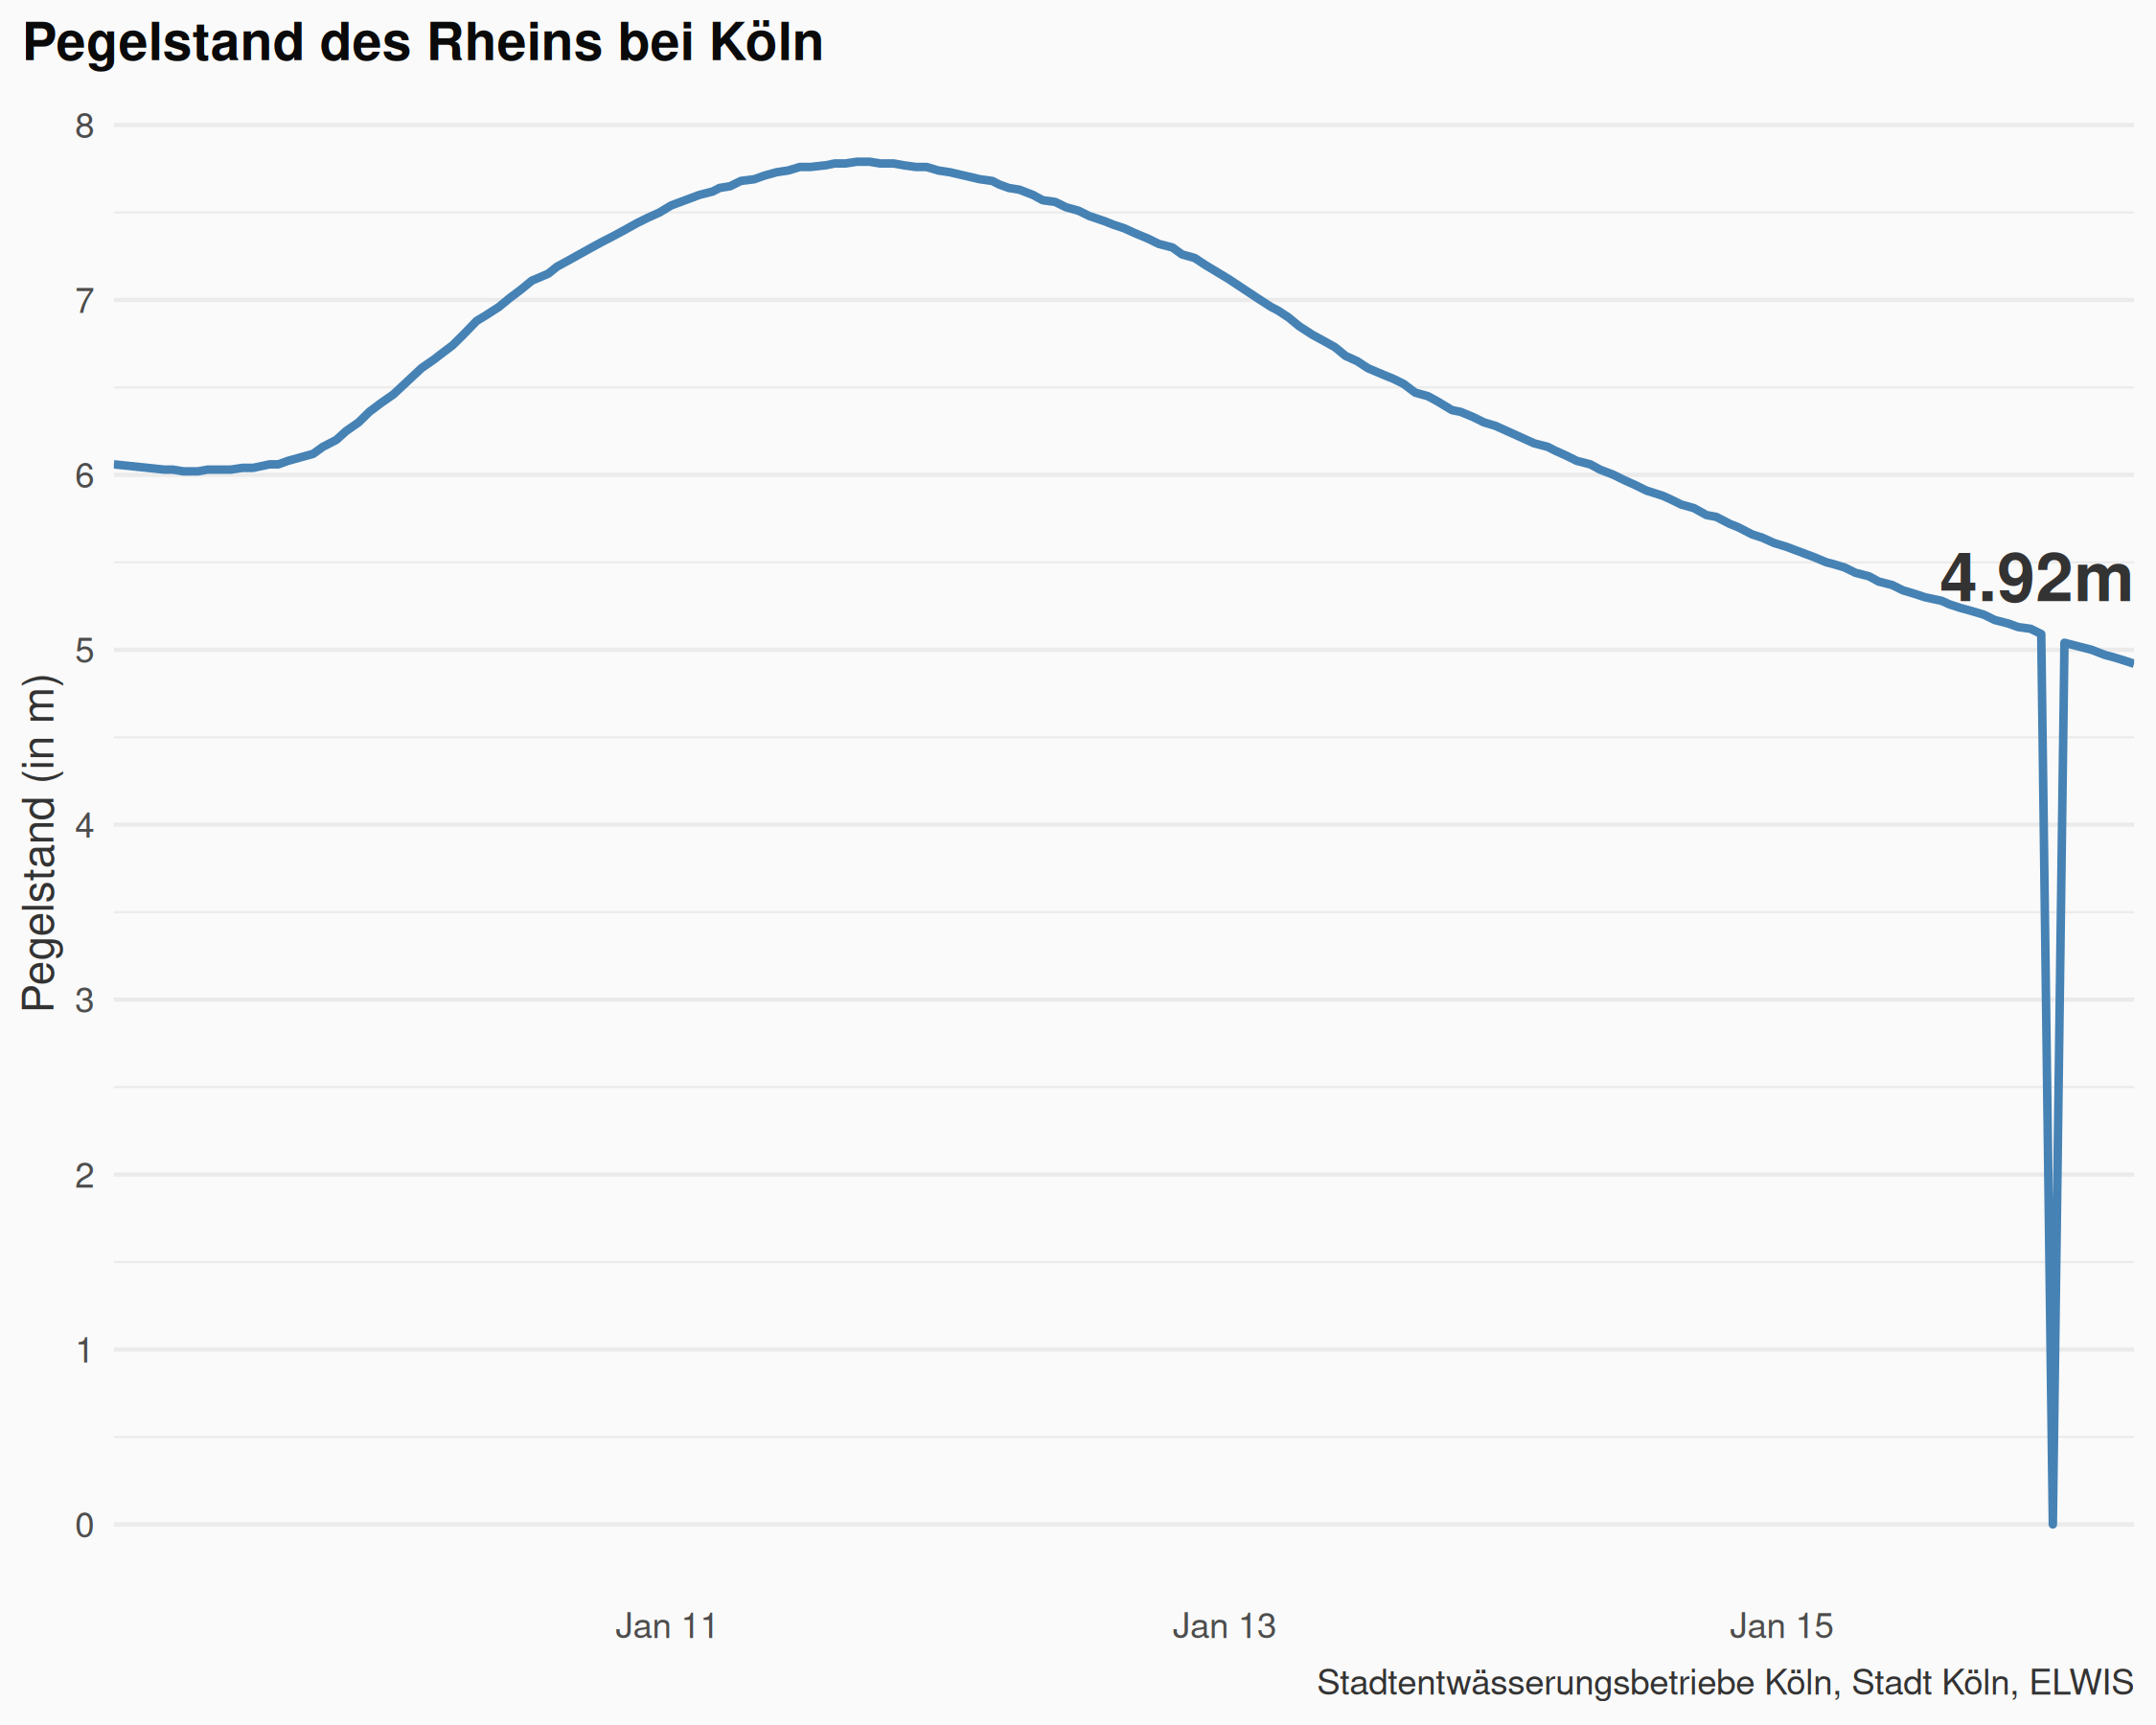 Pegelstand des Rheins bei Köln
8
7
6
5
4
3
2
1
0
Pegelstand (in m)
4.92m
Jan 11
Jan 13
Jan 15
Stadtentwässerungsbetriebe Köln, Stadt Köln, ELWIS